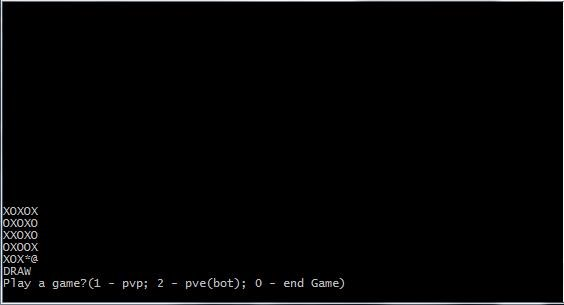 XOXOX
OXOXO
XXOXO
OXOOX
XOX*@
DRAW
Play a game?(1 - pvp; 2 - pve(bot); 0 - end Game)